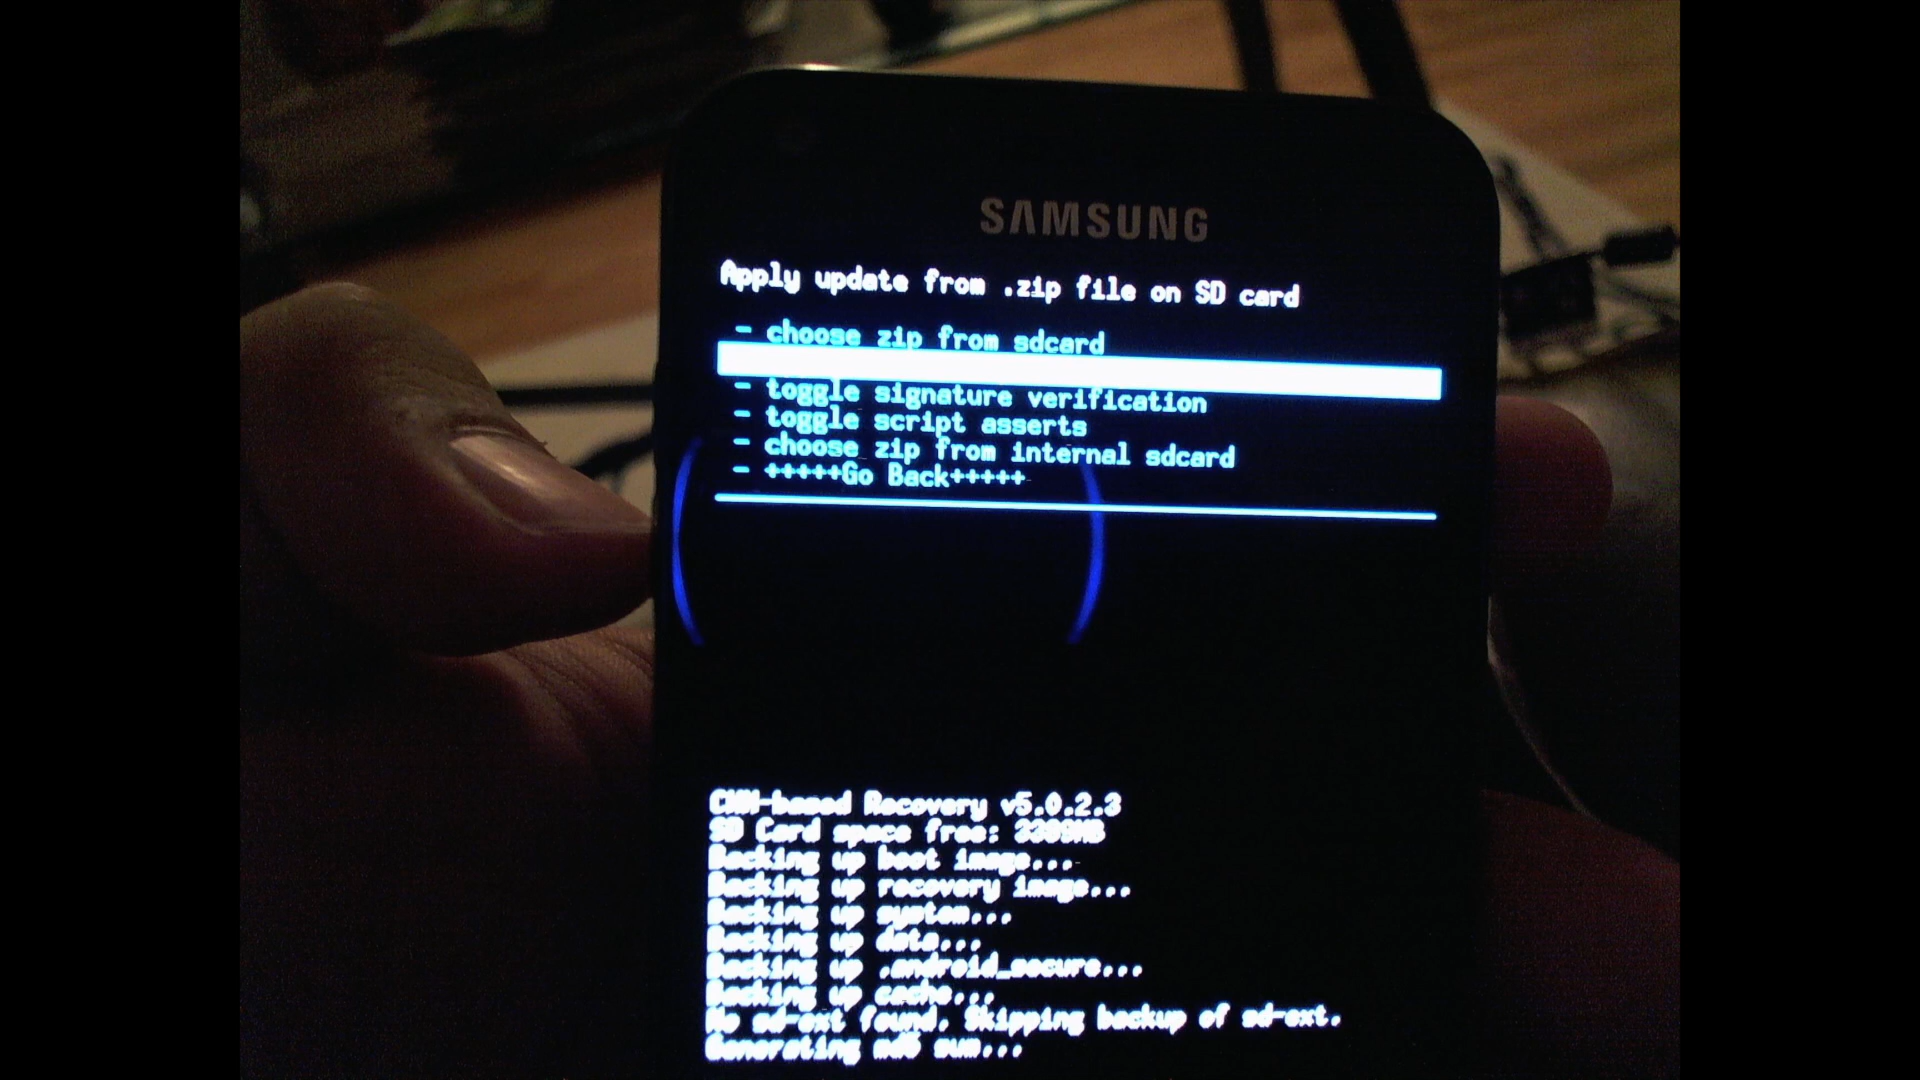 SAMSUNG
Apply update from .zip file on SD card
- choose zip from sdcard
- toggle signature verification
- toggle script asserts
- choose zip from internal sdcard
- +++++Go Back+++++
CWM-based Recovery v5.0.2.3
SD Card space free:
Backing up boot image...
Backing up recovery image...
Backing up system...
Backing up data...
Backing up .android_secure...
Backing up cache...
No sd-ext found. Skipping backup of sd-ext.
Generating md5 sum...